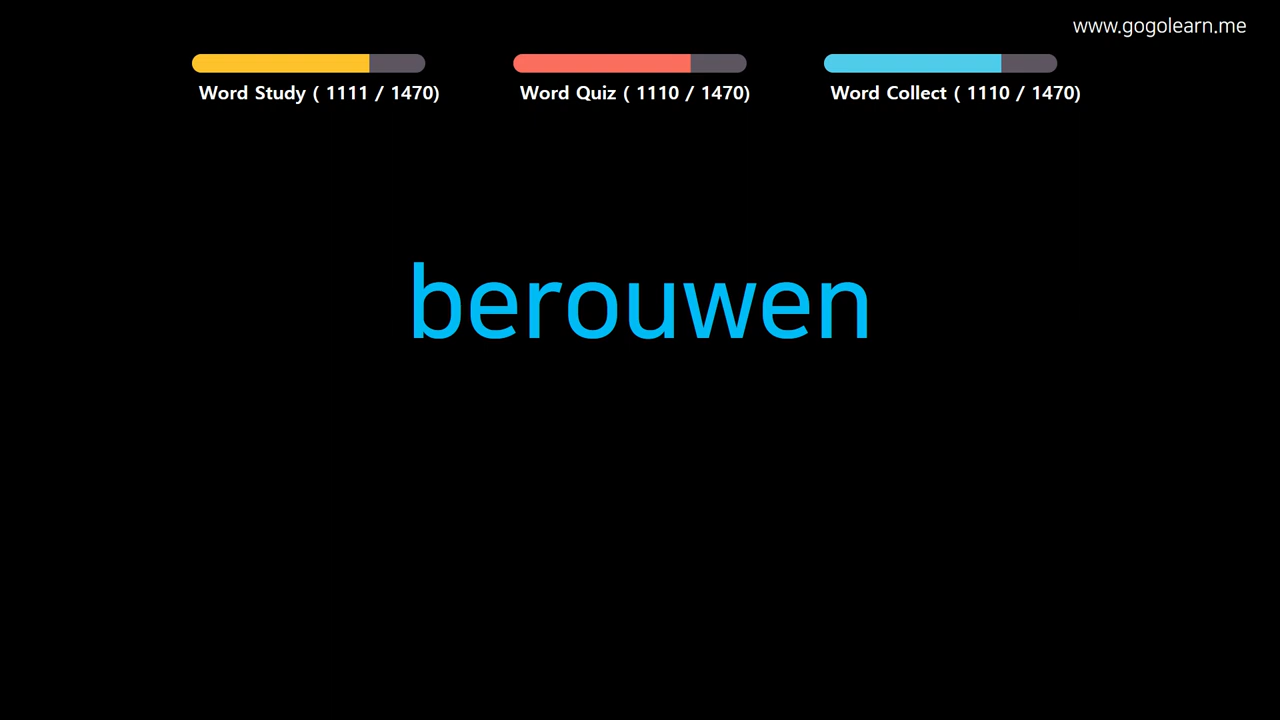 www.gogolearn.me
Word Study ( 1111 / 1470)
Word Quiz ( 1110 / 1470)
Word Collect ( 1110 / 1470)
berouwen